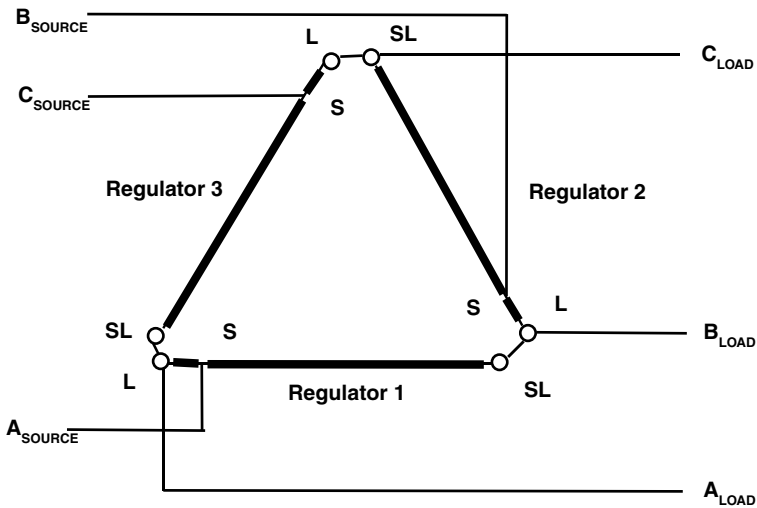 B_SOURCE
L
SL
C_LOAD
C_SOURCE
S
Regulator 3
Regulator 2
S
L
SL
S
B_LOAD
L
Regulator 1
SL
A_SOURCE
A_LOAD